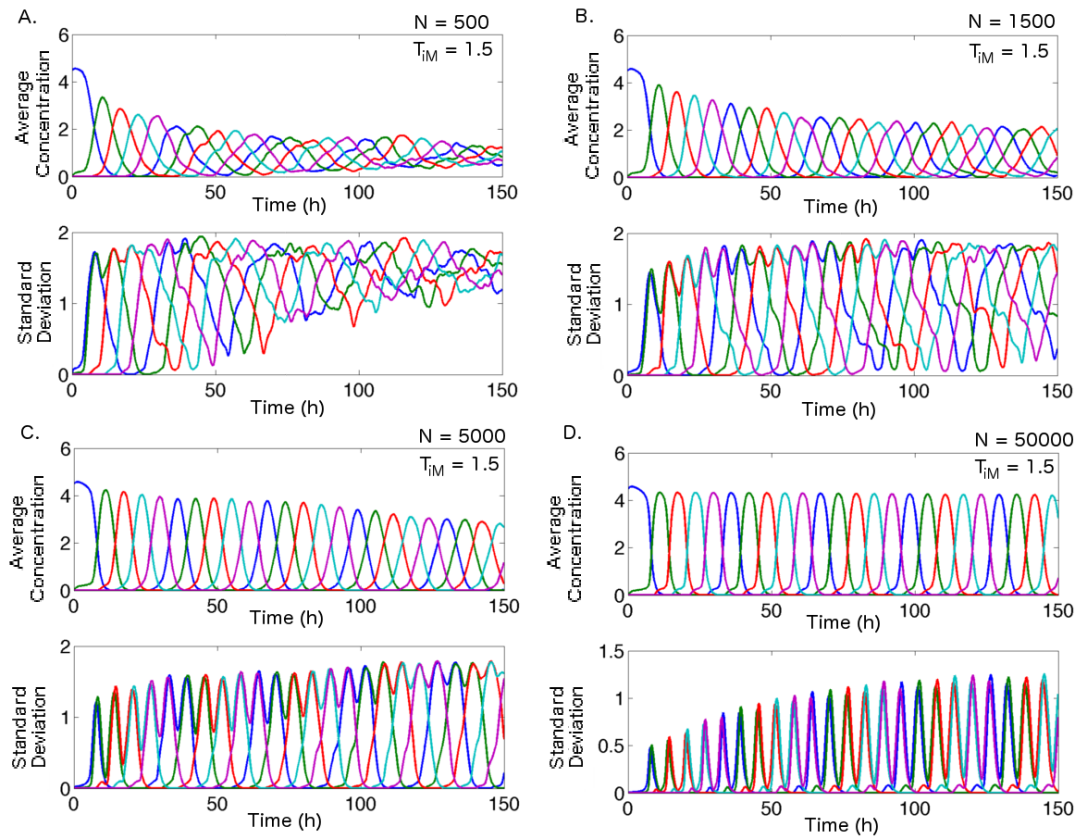 A.
N = 500
T_iM = 1.5
6
4
2
0
Average
Concentration
0 50 100 150
Time (h)
2
1
0
Standard
Deviation
0 50 100 150
Time (h)
B.
N = 1500
T_iM = 1.5
6
4
2
0
Average
Concentration
0 50 100 150
Time (h)
2
1
0
Standard
Deviation
0 50 100 150
Time (h)
C.
N = 5000
T_iM = 1.5
6
4
2
0
Average
Concentration
0 50 100 150
Time (h)
2
1
0
Standard
Deviation
0 50 100 150
Time (h)
D.
N = 50000
T_iM = 1.5
6
4
2
0
Average
Concentration
0 50 100 150
Time (h)
1.5
1
0.5
0
Standard
Deviation
0 50 100 150
Time (h)